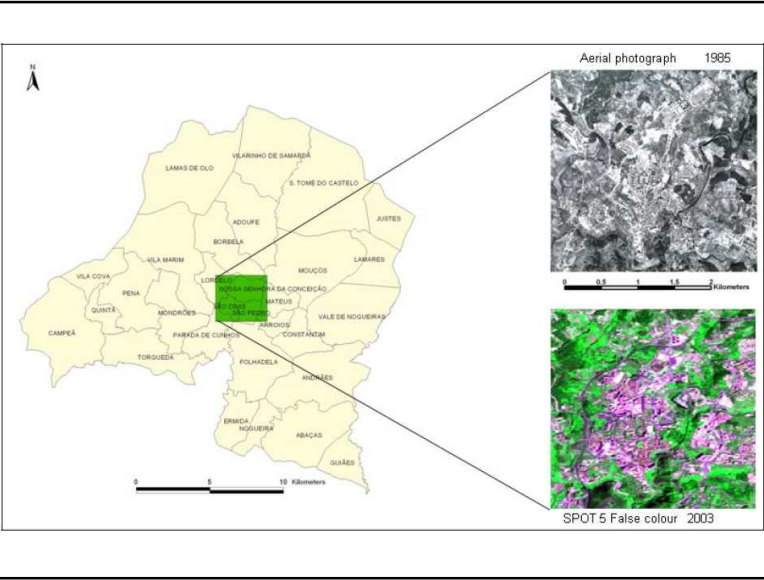 Aerial photograph 1985
N
VILARINHO DE SAMARDÃ
LAMAS DE OLO
S. TOMÉ DO CASTELO
JUSTES
ADOUFE
BORBELA
VILA MARIM
LAMARES
MOUÇÓS
VILA COVA
LORDELO
NOSSA SENHORA DA CONCEIÇÃO
PENA
MATEUS
QUINTÃ
MONDRÕES
SÃO DINIS
SÃO PEDRO
VALE DE NOGUEIRAS
ARROIOS
CAMPEÃ
PARADA DE CUNHOS
CONSTANTIM
TORGUEDA
FOLHADELA
ANDRÃES
ERMIDA
NOGUEIRA
ABAÇAS
GUIÃES
0 5 10 Kilometers
0 0.5 1 1.5 2 Kilometers
SPOT 5 False colour 2003